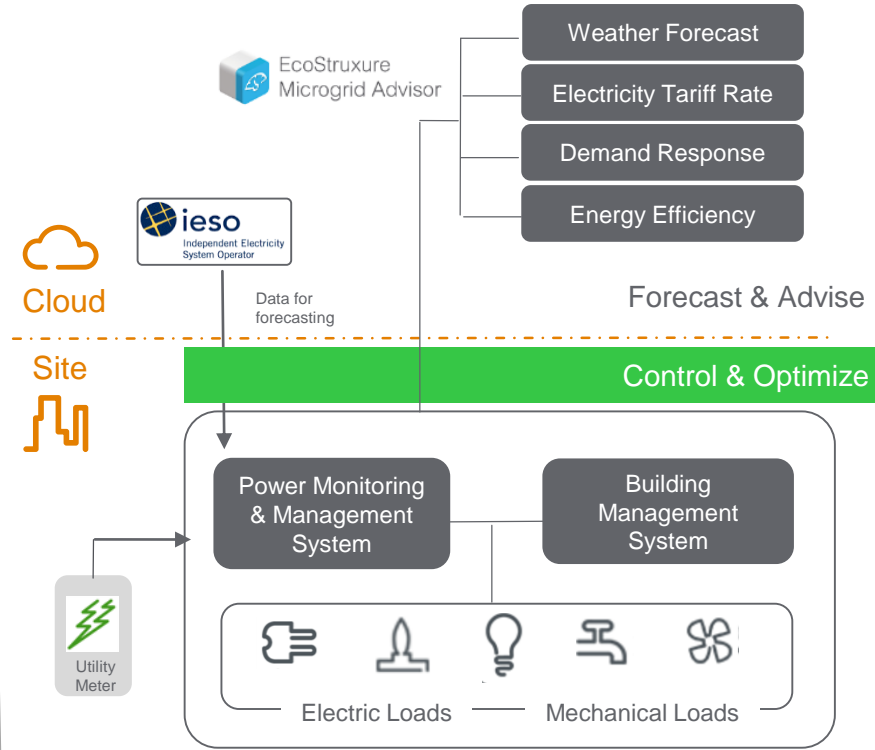 Weather Forecast
EcoStruxure
Microgrid Advisor
Electricity Tariff Rate
Demand Response
Energy Efficiency
ieso
Independent Electricity
System Operator
Cloud
Data for
forecasting
Forecast & Advise
Site
Control & Optimize
Power Monitoring
& Management
System
Building
Management
System
Utility
Meter
Electric Loads
Mechanical Loads